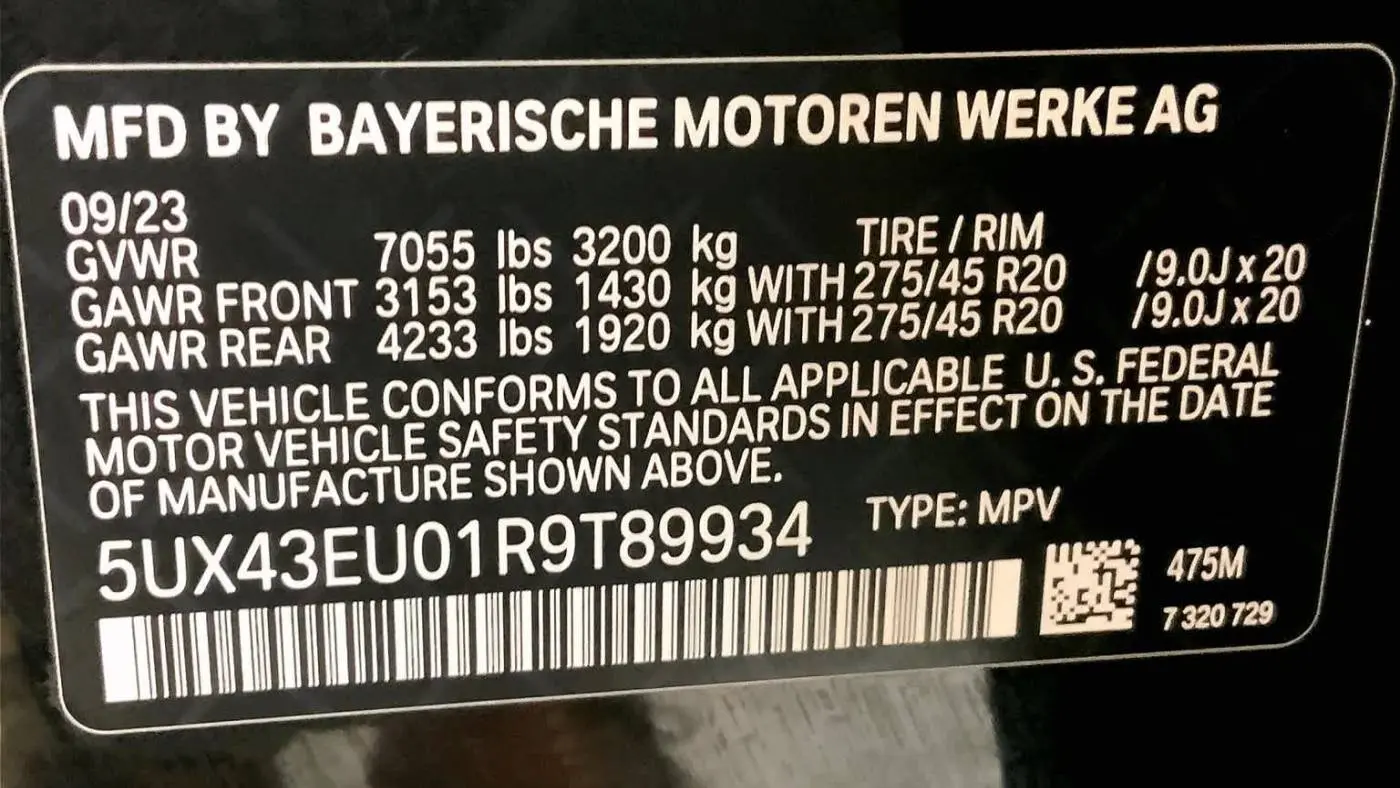 MFD BY BAYERISCHE MOTOREN WERKE AG
09/23
TIRE / RIM
GVWR 7055 lbs 3200 kg
GAWR FRONT 3153 lbs 1430 kg WITH 275/45 R20 /9.0J x 20
GAWR REAR 4233 lbs 1920 kg WITH 275/45 R20 /9.0J x 20
THIS VEHICLE CONFORMS TO ALL APPLICABLE U. S. FEDERAL
MOTOR VEHICLE SAFETY STANDARDS IN EFFECT ON THE DATE
OF MANUFACTURE SHOWN ABOVE.
5UX43EU01R9T89934 TYPE: MPV
475M
7 320 729